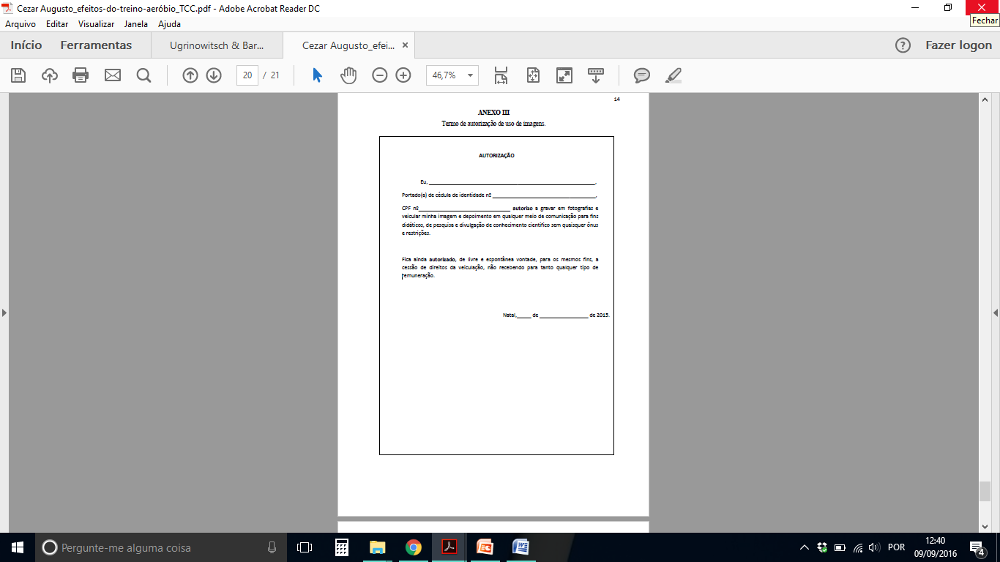 Cezar Augusto_efeitos-do-treino-aeróbio_TCC.pdf - Adobe Acrobat Reader DC
Fechar
Arquivo Editar Visualizar Janela Ajuda
Início Ferramentas Ugrinowitsch & Bar... Cezar Augusto_efei... × ? Fazer logon
20 / 21 46,7%
14
ANEXO III
Termo de autorização de uso de imagens.
AUTORIZAÇÃO
Eu, ______________________________,
Portado(a) de cédula de identidade nº ____________________,
CPF nº____________________ autorizo a gravar em fotografias e
veicular minha imagem e depoimento em qualquer meio de comunicação para fins
didáticos, de pesquisa e divulgação de conhecimento científico sem quaisquer ônus
e restrições.
Fica ainda autorizado, de livre e espontânea vontade, para os mesmos fins, a
cessão de direitos da veiculação, não recebendo para tanto qualquer tipo de
remuneração.
Natal,_____ de _________________ de 2015.
Pergunte-me alguma coisa
POR
12:40
09/09/2016
4